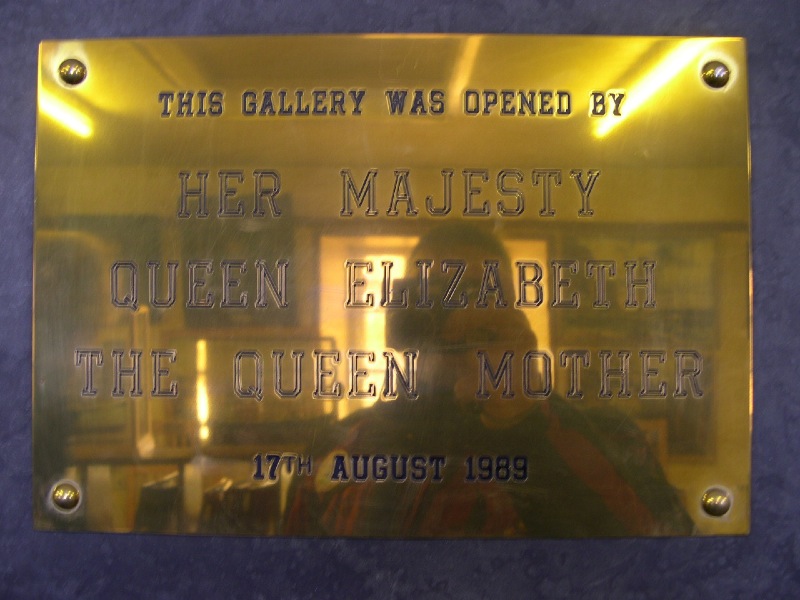 THIS GALLERY WAS OPENED BY
HER MAJESTY
QUEEN ELIZABETH
THE QUEEN MOTHER
17TH AUGUST 1989